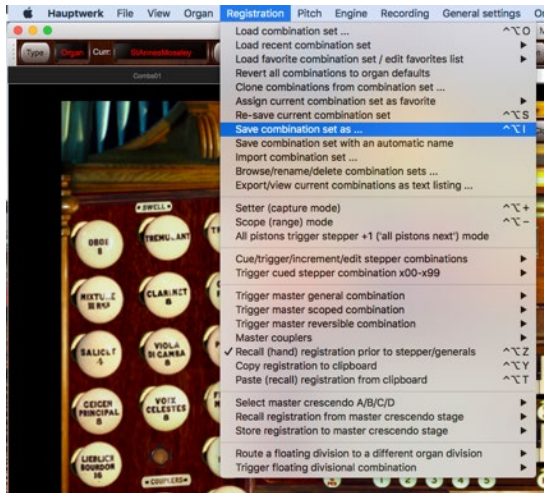 Hauptwerk File View Organ Registration Pitch Engine Recording General settings
Type Organ Curr: StAnnesMoseley
Combs01
Load combination set ... ^⌥O
Load recent combination set ▶
Load favorite combination set / edit favorites list ▶
Revert all combinations to organ defaults
Clone combinations from combination set ...
Assign current combination set as favorite ▶
Re-save current combination set ^⌥S
Save combination set as ... ^⌥I
Save combination set with an automatic name
Import combination set ...
Browse/rename/delete combination sets ...
Export/view current combinations as text listing ...
Setter (capture) mode ^⌥+
Scope (range) mode ^⌥−
All pistons trigger stepper +1 ('all pistons next') mode
Cue/trigger/increment/edit stepper combinations ▶
Trigger cued stepper combination x00-x99 ▶
Trigger master general combination ▶
Trigger master scoped combination ▶
Trigger master reversible combination ▶
Master couplers ▶
✓ Recall (hand) registration prior to stepper/generals ^⌥Z
Copy registration to clipboard ^⌥Y
Paste (recall) registration from clipboard ^⌥T
Select master crescendo A/B/C/D ▶
Recall registration from master crescendo stage ▶
Store registration to master crescendo stage ▶
Route a floating division to a different organ division ▶
Trigger floating divisional combination ▶
• SWELL •
OBOE 8
TREMULANT
MIXTURE III RKS
CLARINET 8
SALICET 4
VIOLA DI GAMBA 8
GEIGEN PRINCIPAL 8
VOIX CELESTES 8
LIEBLICH BOURDON 16
• COUPLERS •
1 2 3 4 5